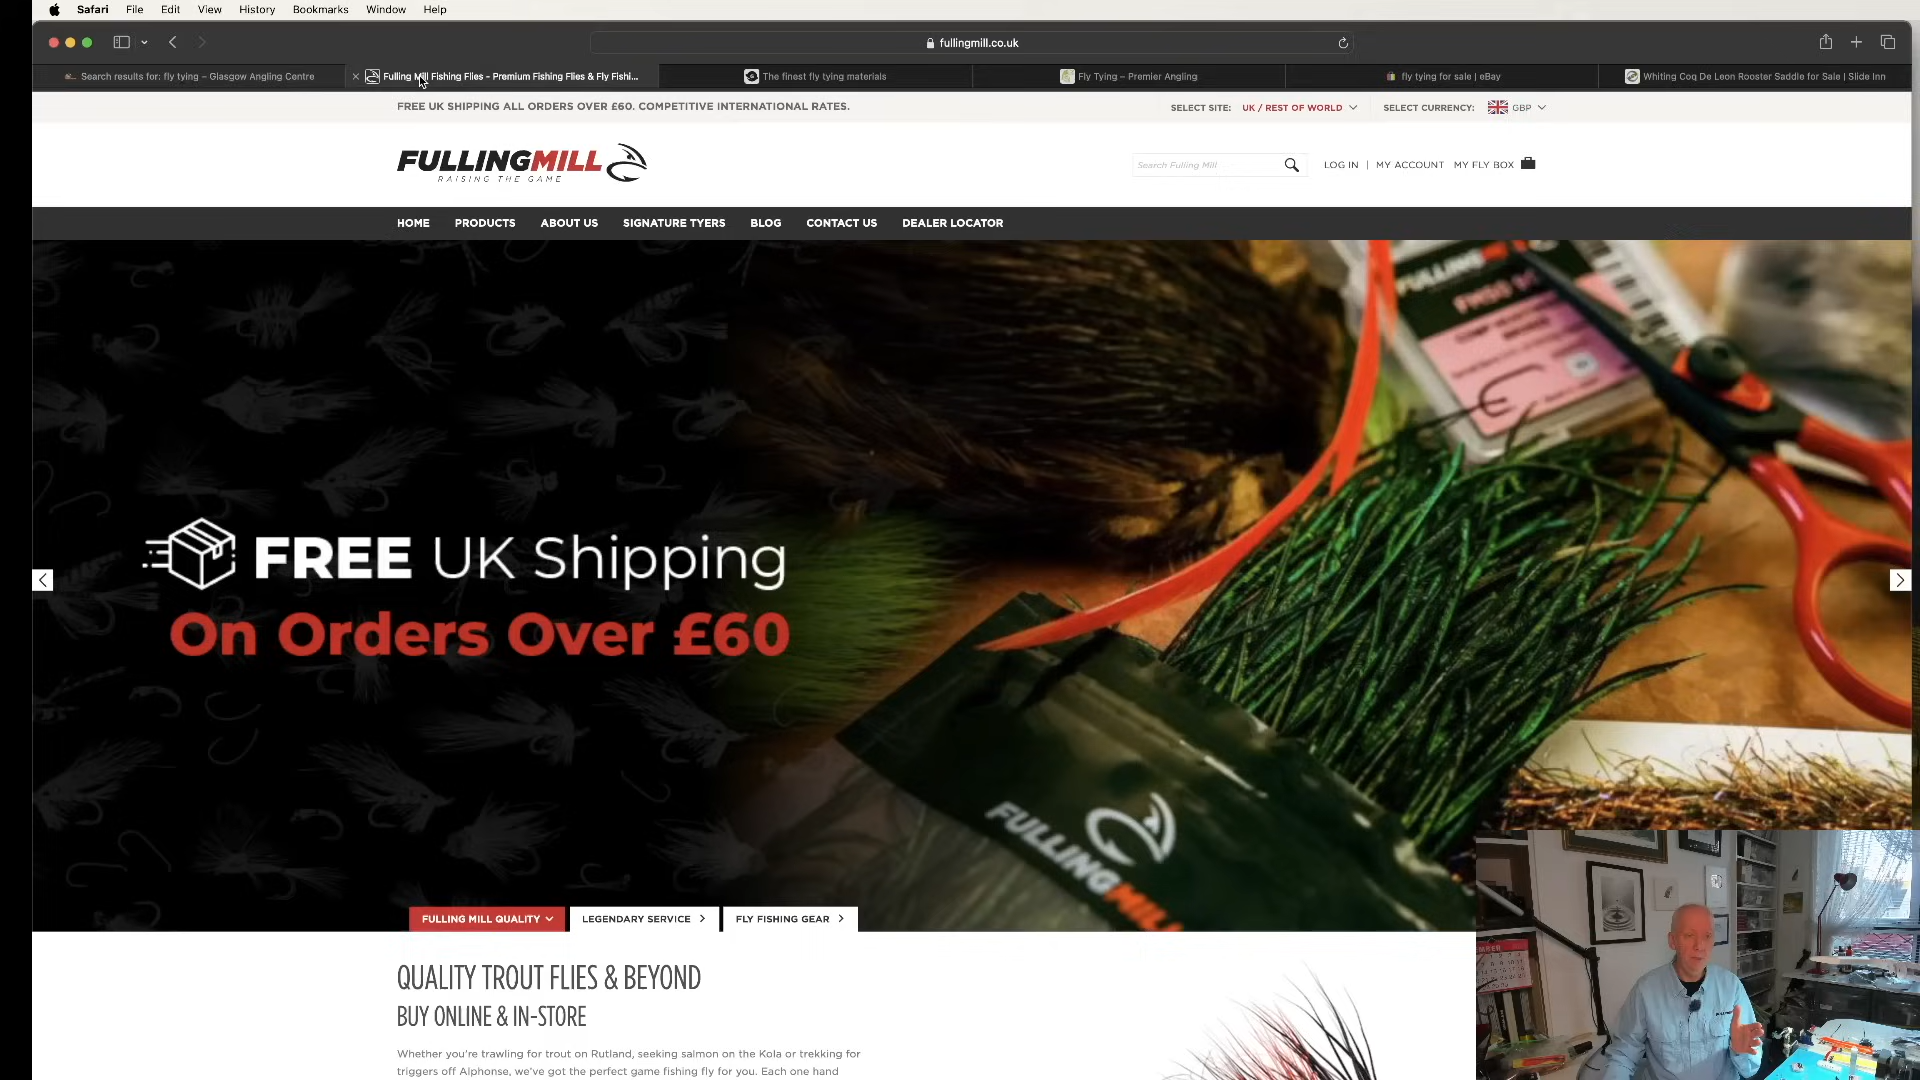 Safari File Edit View History Bookmarks Window Help
fullingmill.co.uk
Search results for: fly tying – Glasgow Angling Centre
Fulling Mill Fishing Flies - Premium Fishing Flies & Fly Fishi...
The finest fly tying materials
Fly Tying – Premier Angling
fly tying for sale | eBay
Whiting Coq De Leon Rooster Saddle for Sale | Slide Inn
FREE UK SHIPPING ALL ORDERS OVER £60. COMPETITIVE INTERNATIONAL RATES.
SELECT SITE: UK / REST OF WORLD
SELECT CURRENCY: GBP
FULLINGMILL
RAISING THE GAME
Search Fulling Mill
LOG IN | MY ACCOUNT MY FLY BOX
HOME PRODUCTS ABOUT US SIGNATURE TYERS BLOG CONTACT US DEALER LOCATOR
FREE UK Shipping
On Orders Over £60
FULLINGMILL
FULLING MILL QUALITY
LEGENDARY SERVICE
FLY FISHING GEAR
QUALITY TROUT FLIES & BEYOND
BUY ONLINE & IN-STORE
Whether you're trawling for trout on Rutland, seeking salmon on the Kola or trekking for
triggers off Alphonse, we've got the perfect game fishing fly for you. Each one hand